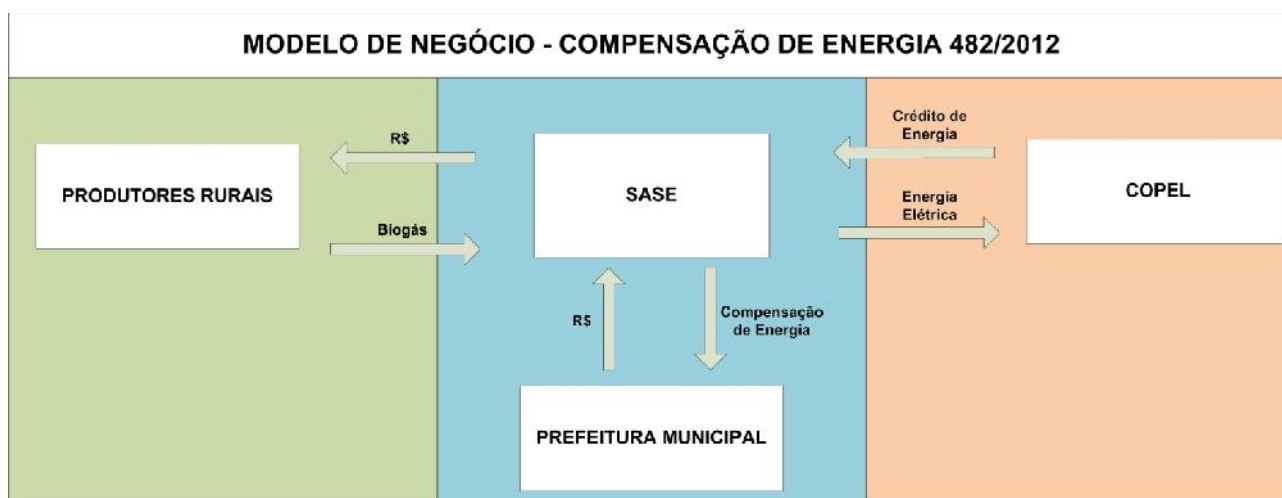 MODELO DE NEGÓCIO - COMPENSAÇÃO DE ENERGIA 482/2012
PRODUTORES RURAIS
R$
Biogás
SASE
Crédito de
Energia
Energia
Elétrica
COPEL
R$
Compensação
de Energia
PREFEITURA MUNICIPAL